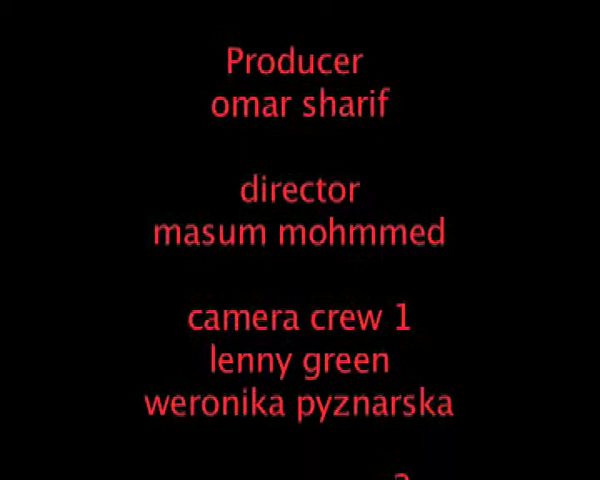 Producer
omar sharif
director
masum mohmmed
camera crew 1
lenny green
weronika pyznarska